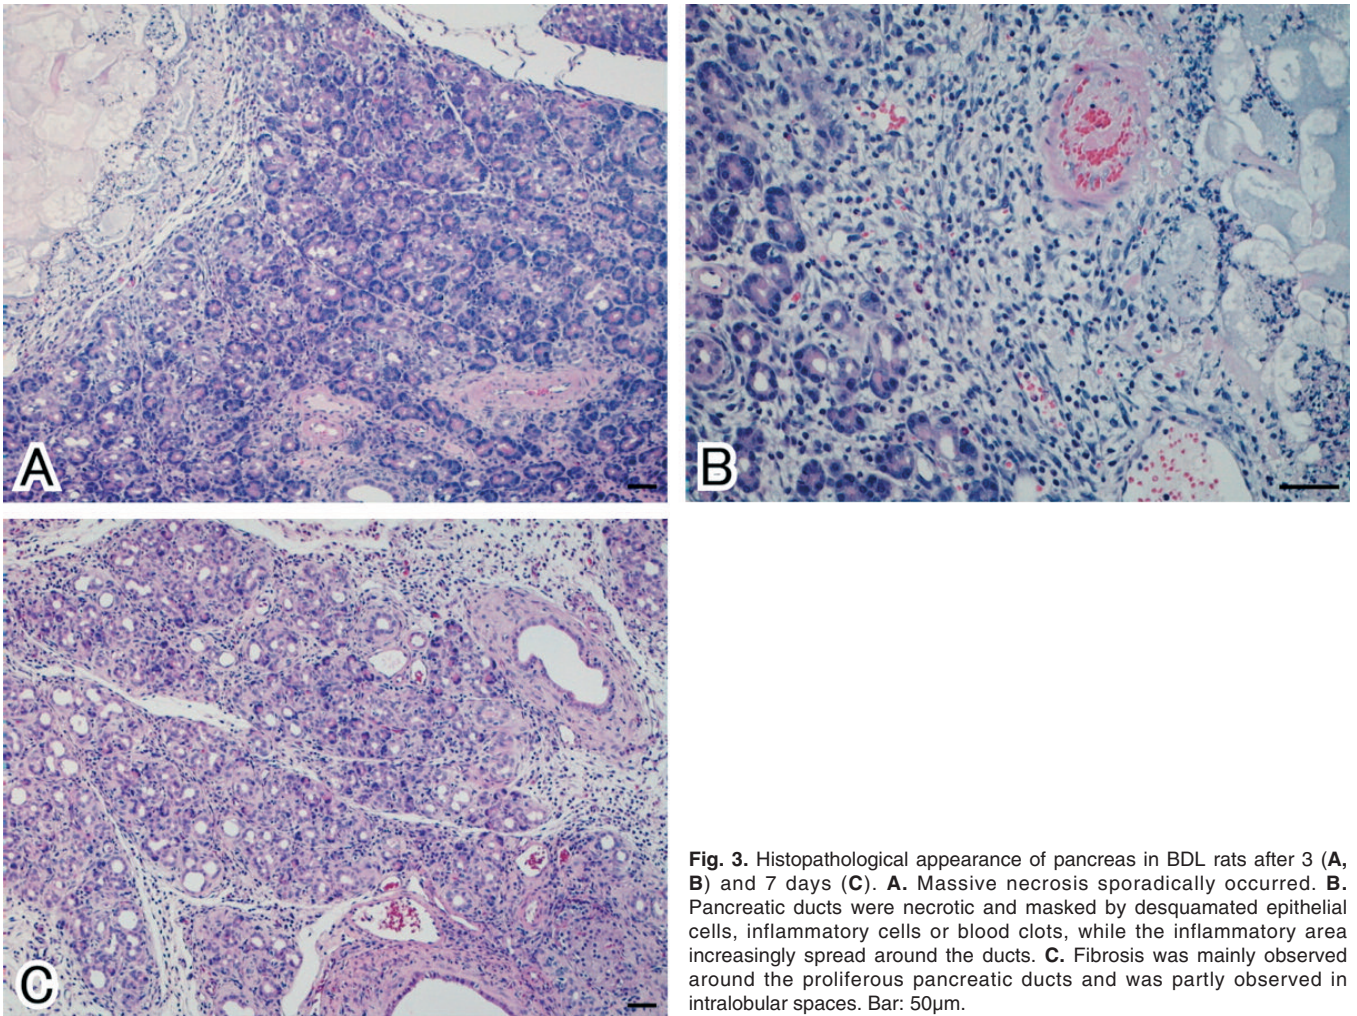 A
B
C
Fig. 3. Histopathological appearance of pancreas in BDL rats after 3 (A,
B) and 7 days (C). A. Massive necrosis sporadically occurred. B.
Pancreatic ducts were necrotic and masked by desquamated epithelial
cells, inflammatory cells or blood clots, while the inflammatory area
increasingly spread around the ducts. C. Fibrosis was mainly observed
around the proliferous pancreatic ducts and was partly observed in
intralobular spaces. Bar: 50μm.